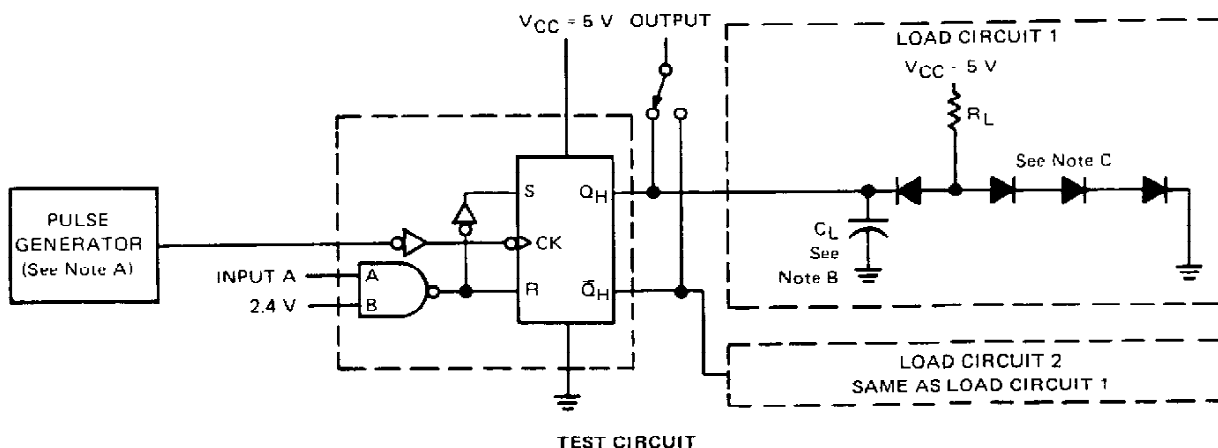 VCC = 5 V OUTPUT
LOAD CIRCUIT 1
VCC - 5 V
RL
See Note C
PULSE
GENERATOR
(See Note A)
S
QH
CK
INPUT A
A
2.4 V
B
R
Q̅H
CL
See
Note B
LOAD CIRCUIT 2
SAME AS LOAD CIRCUIT 1
TEST CIRCUIT